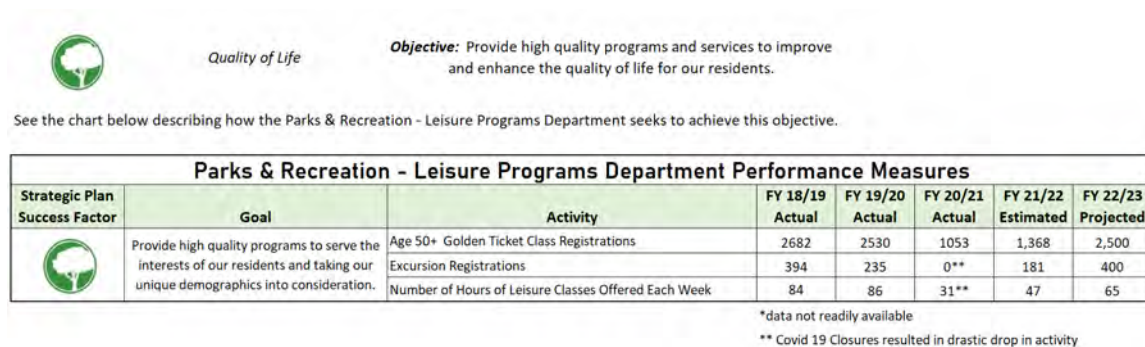 Quality of Life
Objective: Provide high quality programs and services to improve
and enhance the quality of life for our residents.
See the chart below describing how the Parks & Recreation - Leisure Programs Department seeks to achieve this objective.
Parks & Recreation - Leisure Programs Department Performance Measures
Strategic Plan Success Factor Goal Activity FY 18/19 Actual FY 19/20 Actual FY 20/21 Actual FY 21/22 Estimated FY 22/23 Projected
Provide high quality programs to serve the
interests of our residents and taking our
unique demographics into consideration.
Age 50+ Golden Ticket Class Registrations 2682 2530 1053 1,368 2,500
Excursion Registrations 394 235 0** 181 400
Number of Hours of Leisure Classes Offered Each Week 84 86 31** 47 65
*data not readily available
** Covid 19 Closures resulted in drastic drop in activity